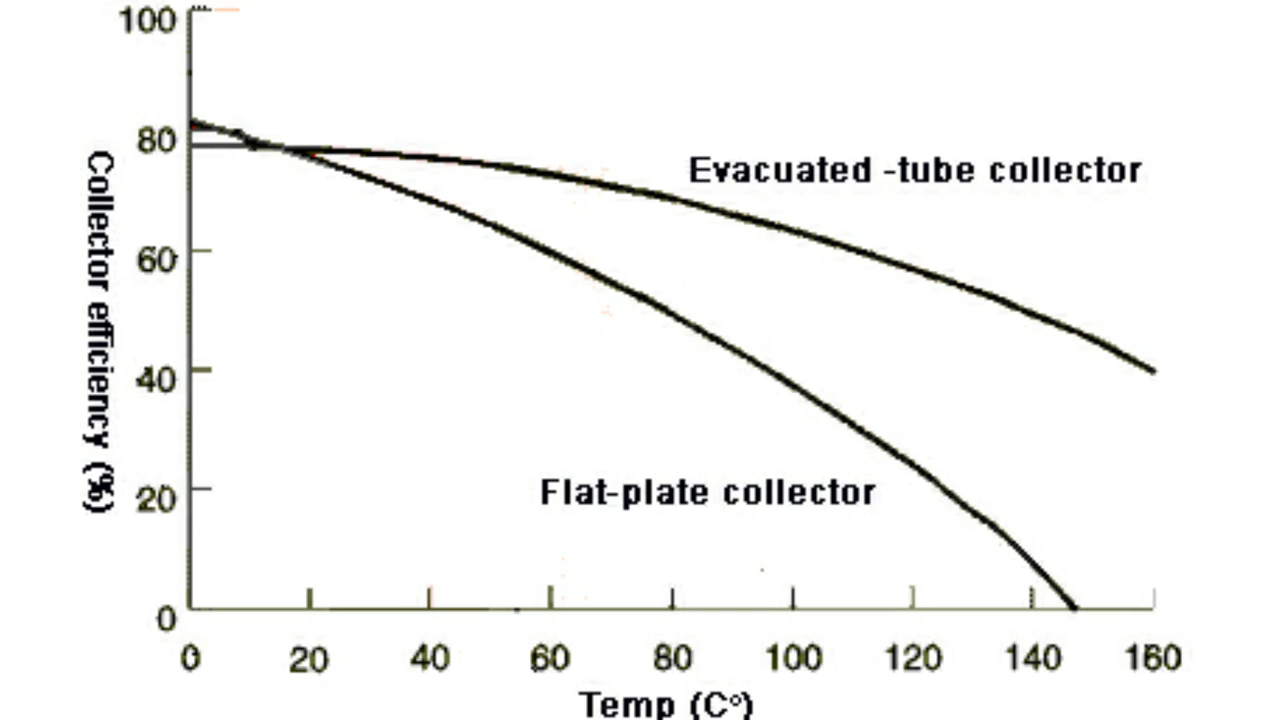 100
80
60
40
20
0
Collector efficiency (%)
Evacuated -tube collector
Flat-plate collector
0 20 40 60 80 100 120 140 160
Temp (C°)